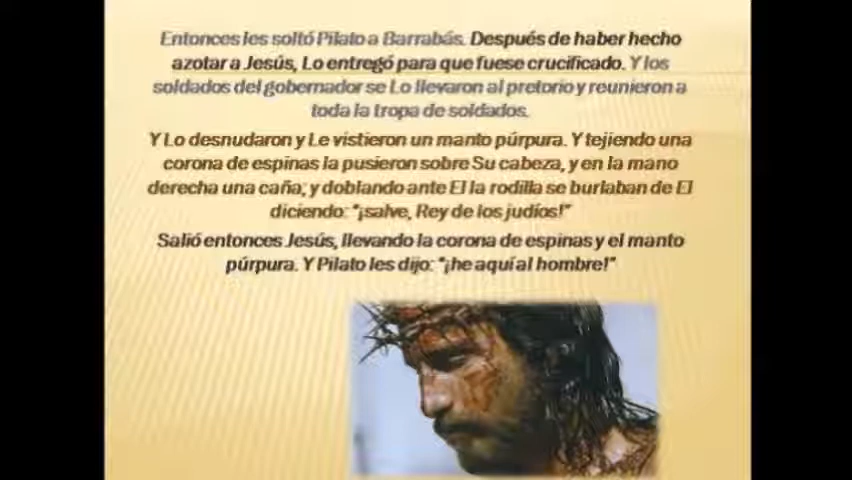 Entonces les soltó Pilato a Barrabás. Después de haber hecho
azotar a Jesús, Lo entregó para que fuese crucificado. Y los
soldados del gobernador se Lo llevaron al pretorio y reunieron a
toda la tropa de soldados.
Y Lo desnudaron y Le vistieron un manto púrpura. Y tejiendo una
corona de espinas la pusieron sobre Su cabeza, y en la mano
derecha una caña; y doblando ante El la rodilla se burlaban de El
diciendo: "¡salve, Rey de los judíos!"
Salió entonces Jesús, llevando la corona de espinas y el manto
púrpura. Y Pilato les dijo: "¡he aquí al hombre!"